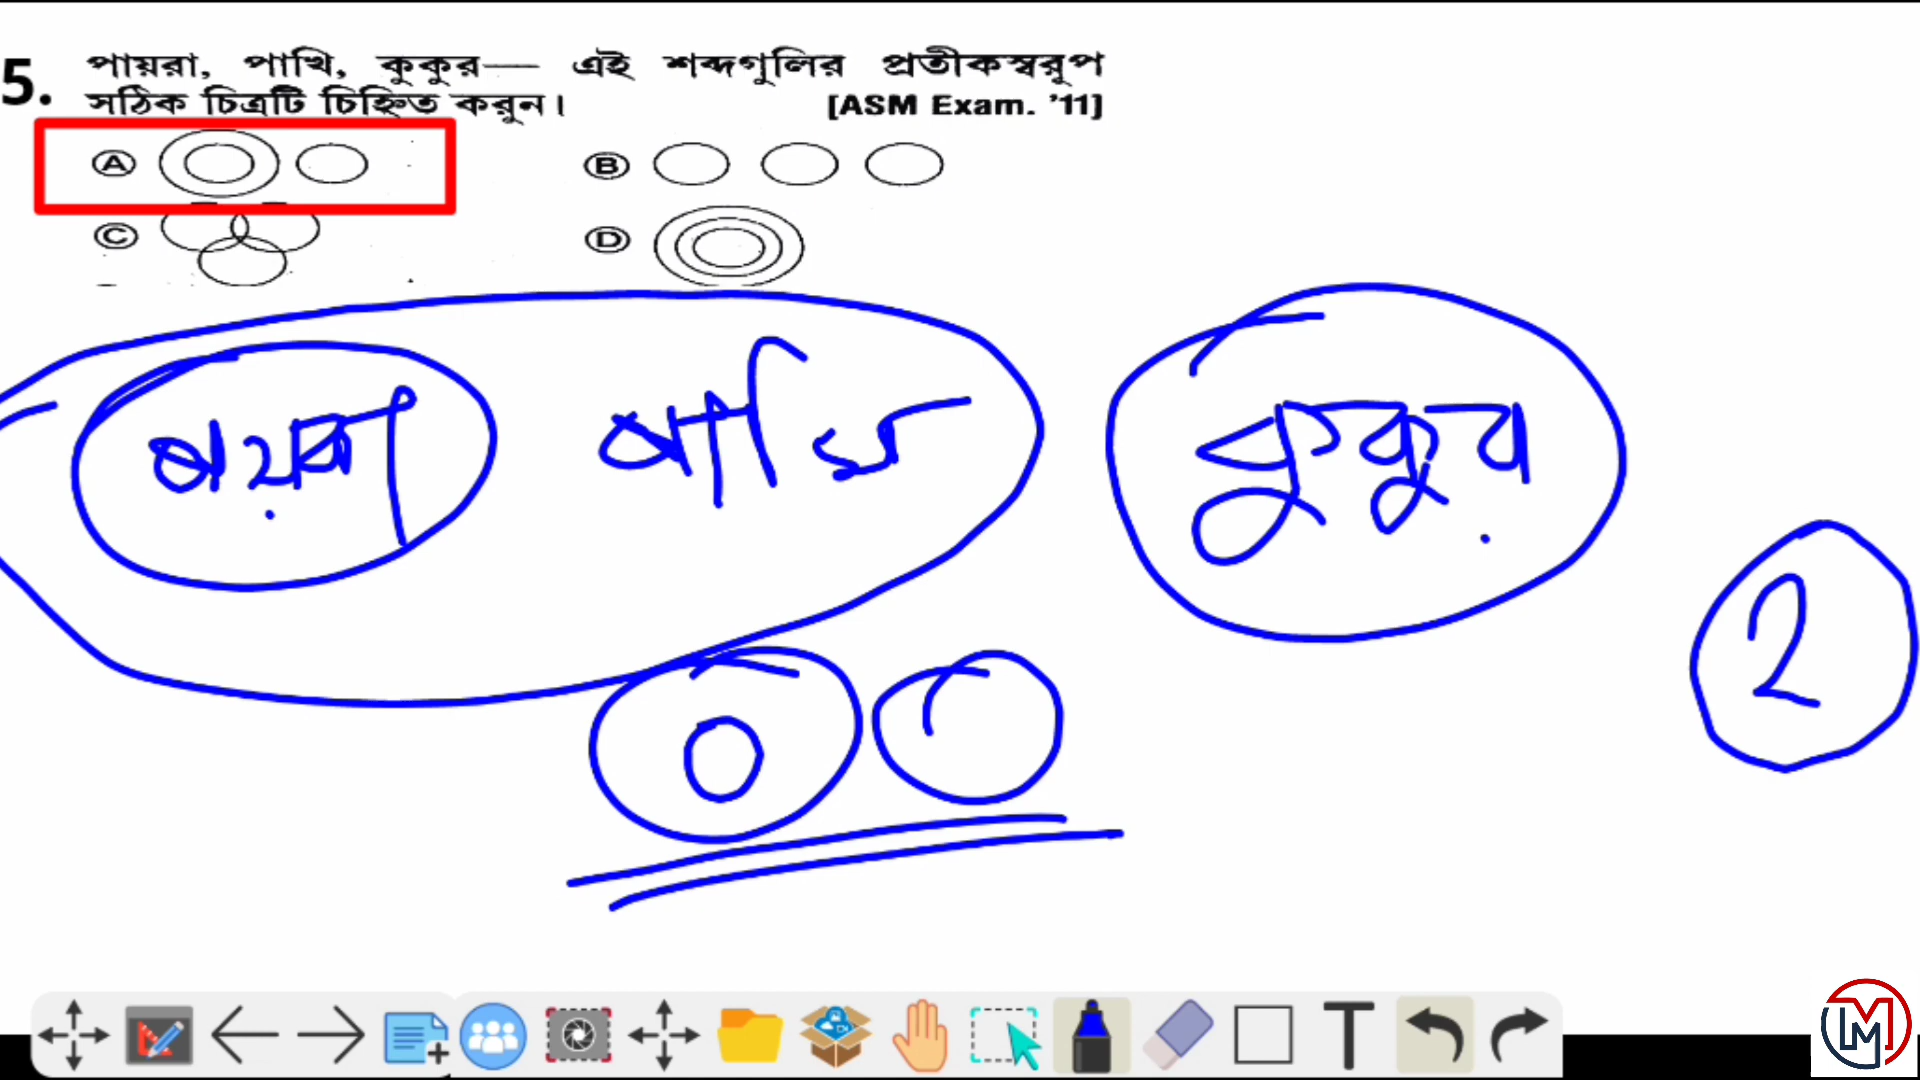 5. পায়রা, পাখি, কুকুর— এই শব্দগুলির প্রতীকস্বরূপ
সঠিক চিত্রটি চিহ্নিত করুন। [ASM Exam. '11]
A B
C D
পায়রা পাখি কুকুর
2
T
M